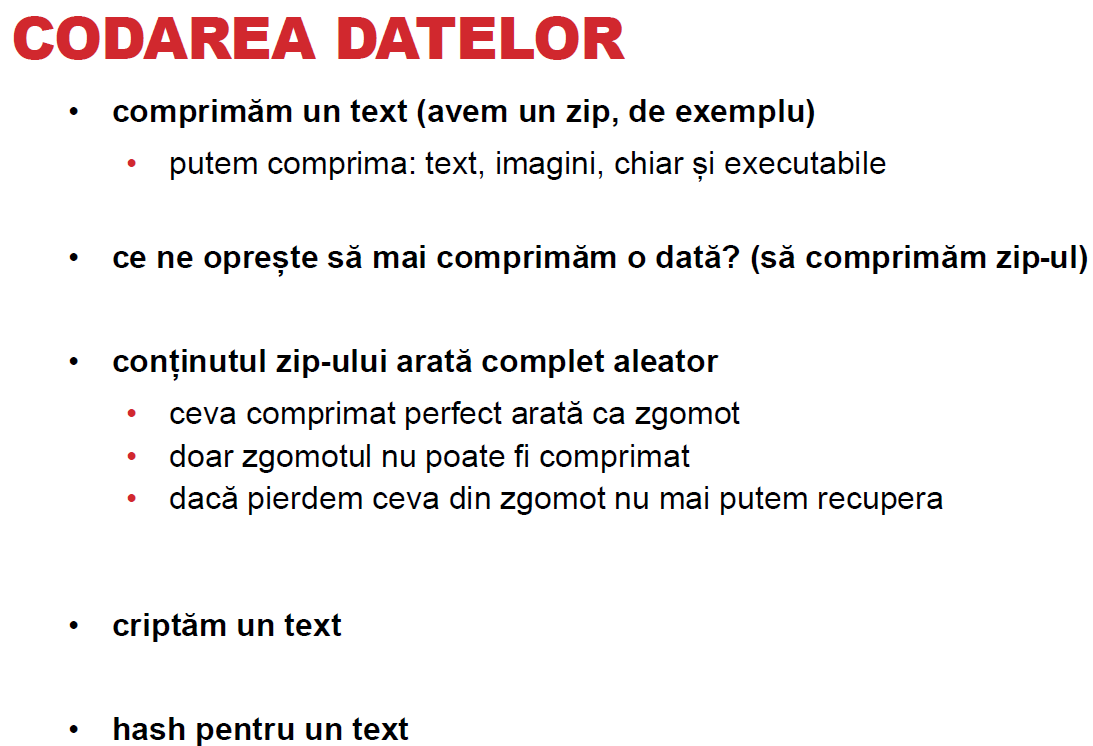 CODAREA DATELOR
• comprimăm un text (avem un zip, de exemplu)
• putem comprima: text, imagini, chiar și executabile
• ce ne oprește să mai comprimăm o dată? (să comprimăm zip-ul)
• conținutul zip-ului arată complet aleator
• ceva comprimat perfect arată ca zgomot
• doar zgomotul nu poate fi comprimat
• dacă pierdem ceva din zgomot nu mai putem recupera
• criptăm un text
• hash pentru un text